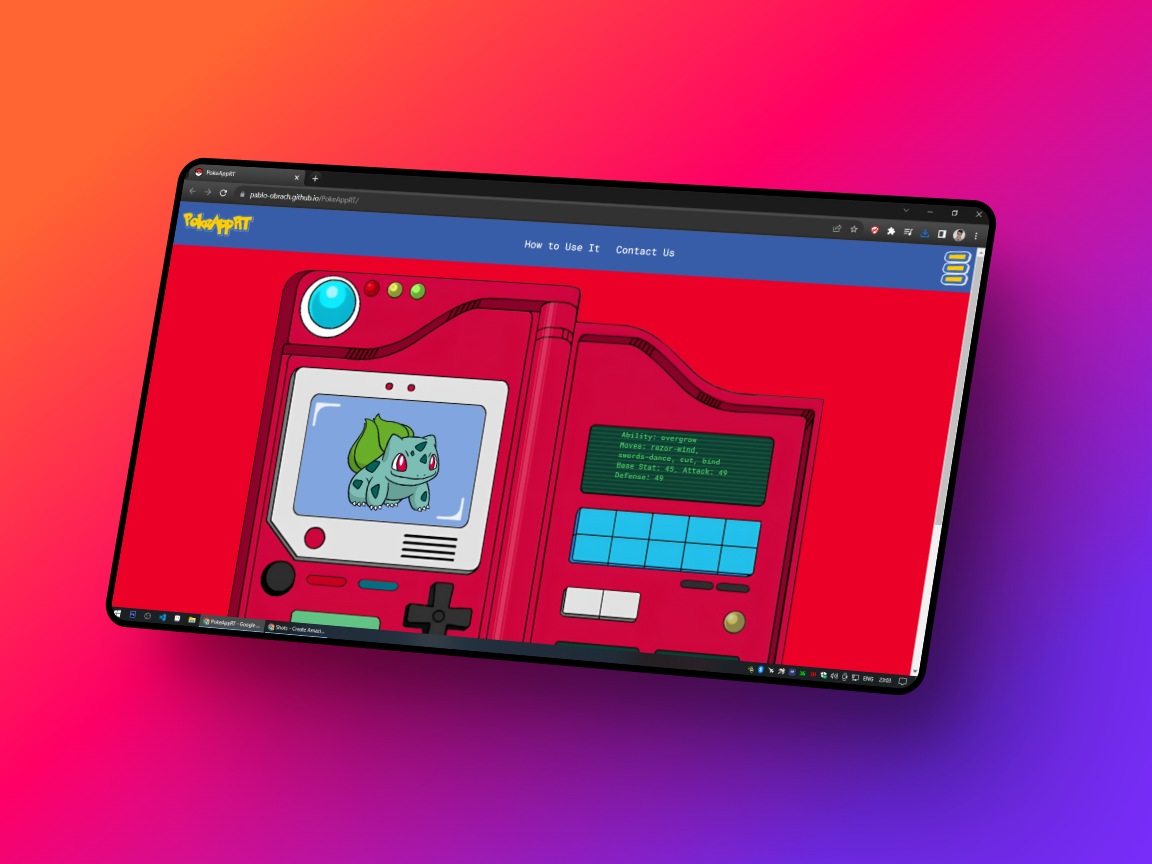 PokeAppRT
pablo-obrach.github.io/PokeAppRT/
PokeAppRT
How to Use It Contact Us
Ability: overgrow
Moves: razor-wind,
swords-dance, cut, bind
Base Stat: 45, Attack: 49
Defense: 49
PokeAppRT - Google ...
Shots - Create Amazi...
ENG
23:03